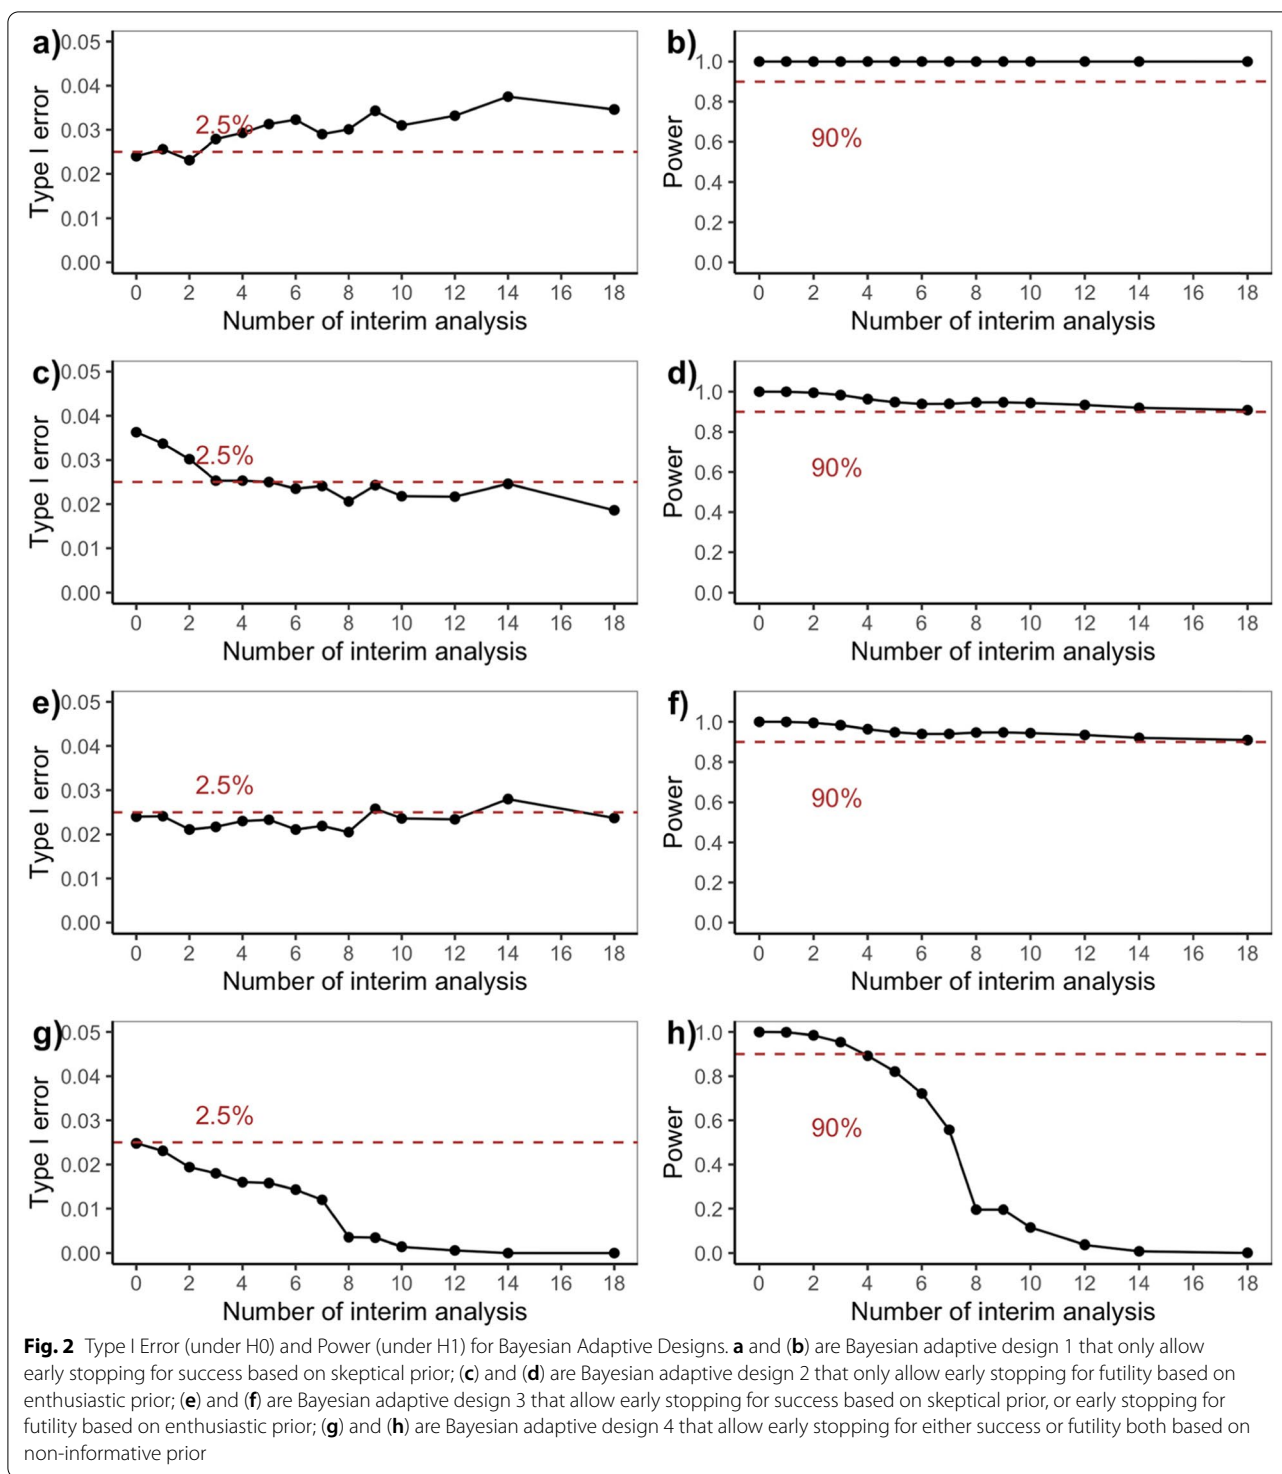 a)
0.05
0.04
0.03
0.02
0.01
0.00
Type I error
2.5%
0 2 4 6 8 10 12 14 16 18
Number of interim analysis
b)
1.0
0.8
0.6
0.4
0.2
0.0
Power
90%
0 2 4 6 8 10 12 14 16 18
Number of interim analysis
c)
0.05
0.04
0.03
0.02
0.01
0.00
Type I error
2.5%
0 2 4 6 8 10 12 14 16 18
Number of interim analysis
d)
1.0
0.8
0.6
0.4
0.2
0.0
Power
90%
0 2 4 6 8 10 12 14 16 18
Number of interim analysis
e)
0.05
0.04
0.03
0.02
0.01
0.00
Type I error
2.5%
0 2 4 6 8 10 12 14 16 18
Number of interim analysis
f)
1.0
0.8
0.6
0.4
0.2
0.0
Power
90%
0 2 4 6 8 10 12 14 16 18
Number of interim analysis
g)
0.05
0.04
0.03
0.02
0.01
0.00
Type I error
2.5%
0 2 4 6 8 10 12 14 16 18
Number of interim analysis
h)
1.0
0.8
0.6
0.4
0.2
0.0
Power
90%
0 2 4 6 8 10 12 14 16 18
Number of interim analysis
Fig. 2 Type I Error (under H0) and Power (under H1) for Bayesian Adaptive Designs. a and (b) are Bayesian adaptive design 1 that only allow
early stopping for success based on skeptical prior; (c) and (d) are Bayesian adaptive design 2 that only allow early stopping for futility based on
enthusiastic prior; (e) and (f) are Bayesian adaptive design 3 that allow early stopping for success based on skeptical prior, or early stopping for
futility based on enthusiastic prior; (g) and (h) are Bayesian adaptive design 4 that allow early stopping for either success or futility both based on
non-informative prior